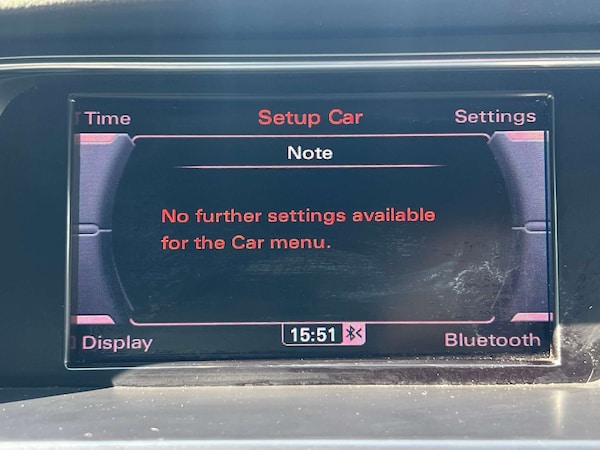 Time
Setup Car
Settings
Note
No further settings available
for the Car menu.
15:51
Display
Bluetooth